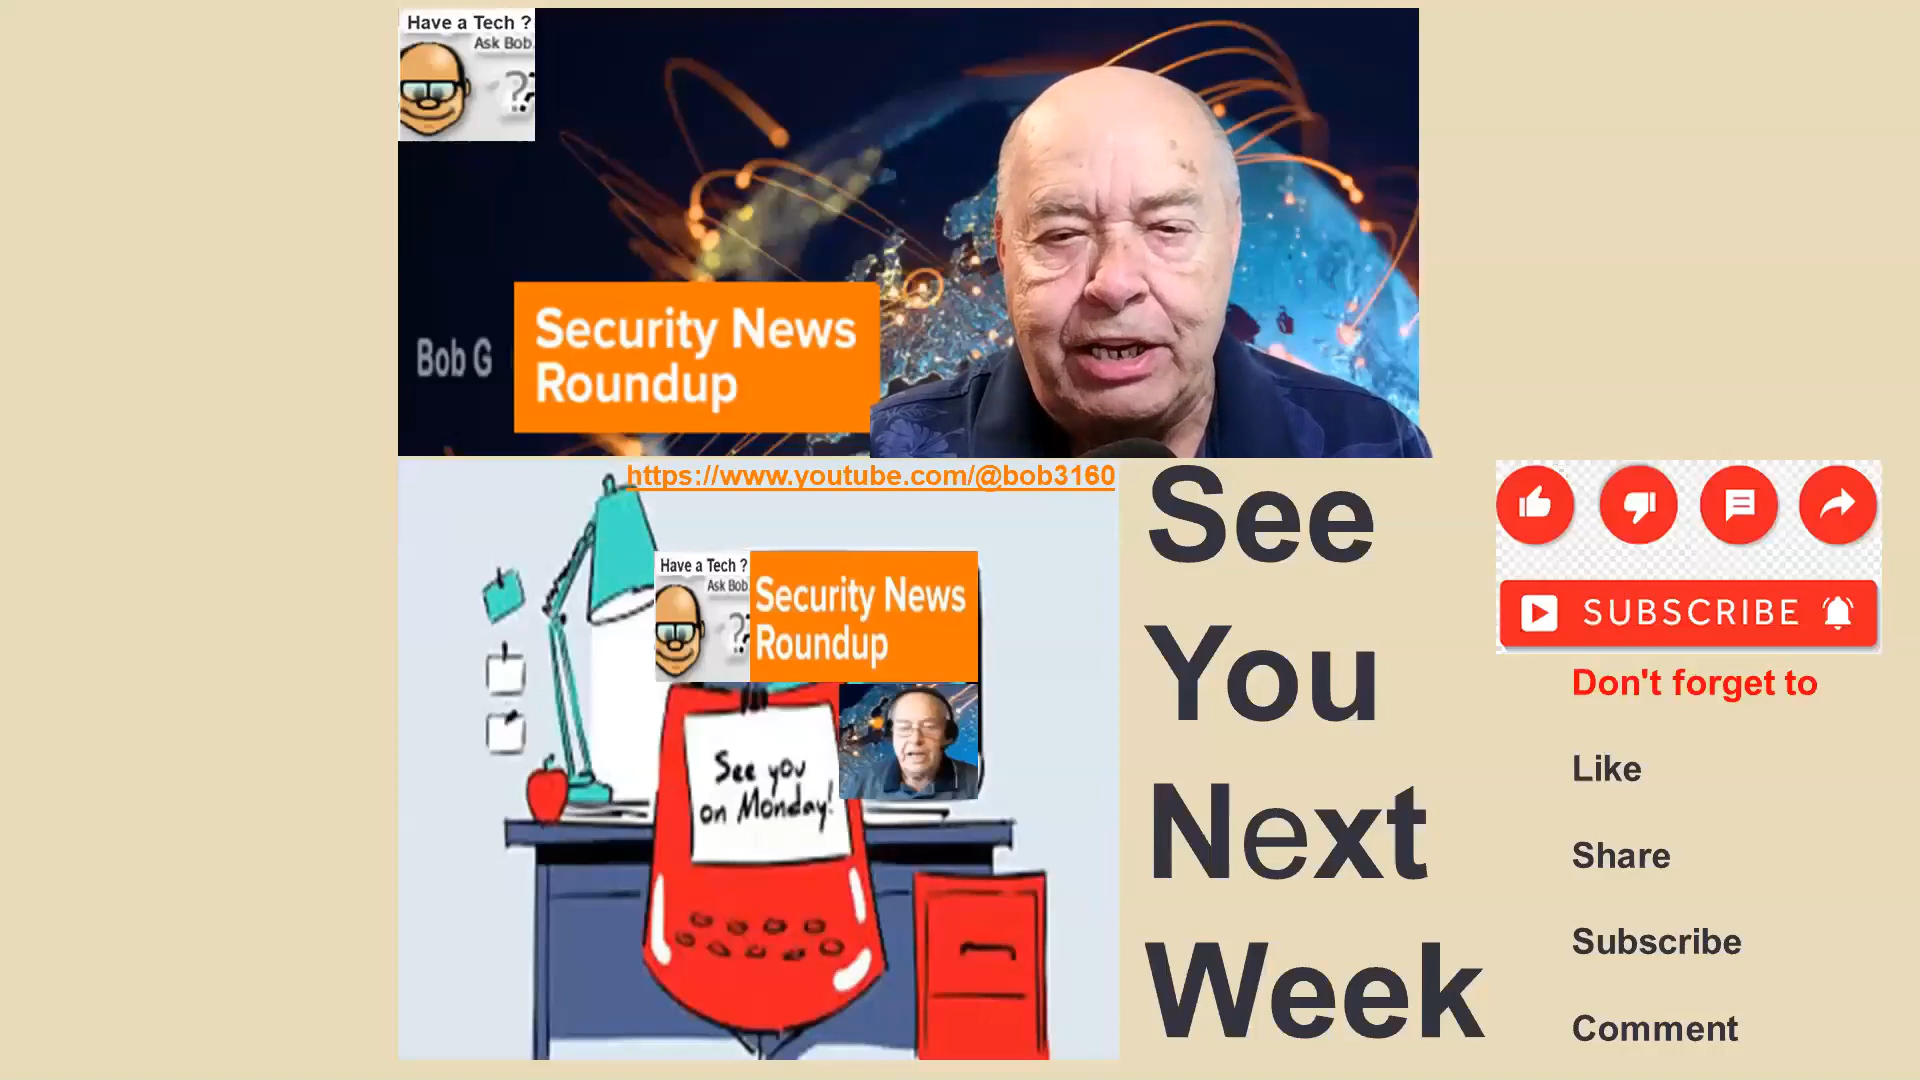 Have a Tech ?
Ask Bob
Bob G
Security News
Roundup
https://www.youtube.com/@bob3160
Have a Tech ?
Ask Bob
Security News
Roundup
See you
on Monday!
See
You
Next
Week
SUBSCRIBE
Don't forget to
Like
Share
Subscribe
Comment